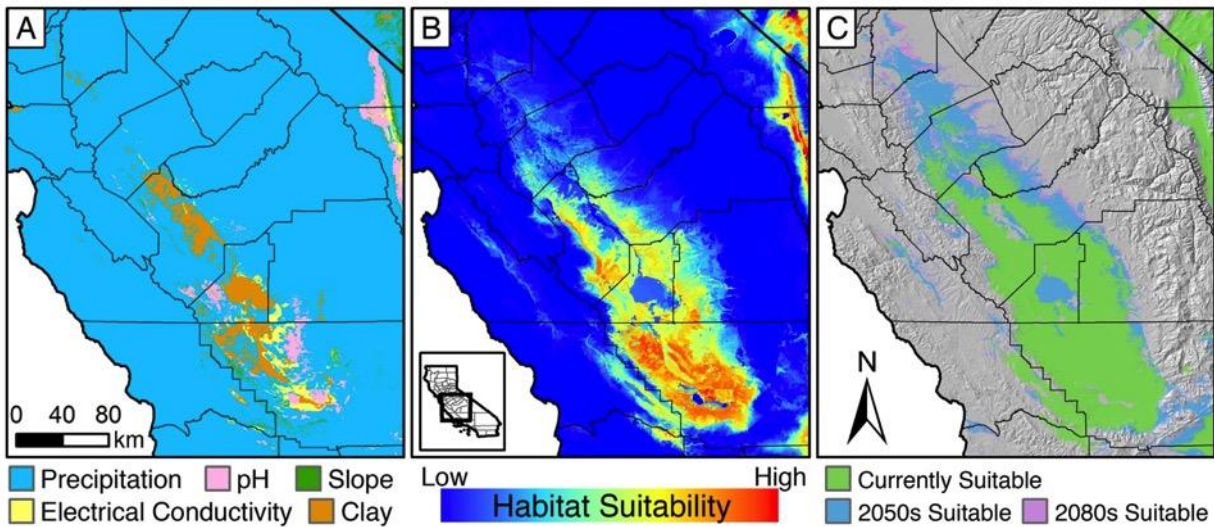 A
B
C
N
0 40 80
km
Low
High
Precipitation
pH
Slope
Electrical Conductivity
Clay
Habitat Suitability
Currently Suitable
2050s Suitable
2080s Suitable